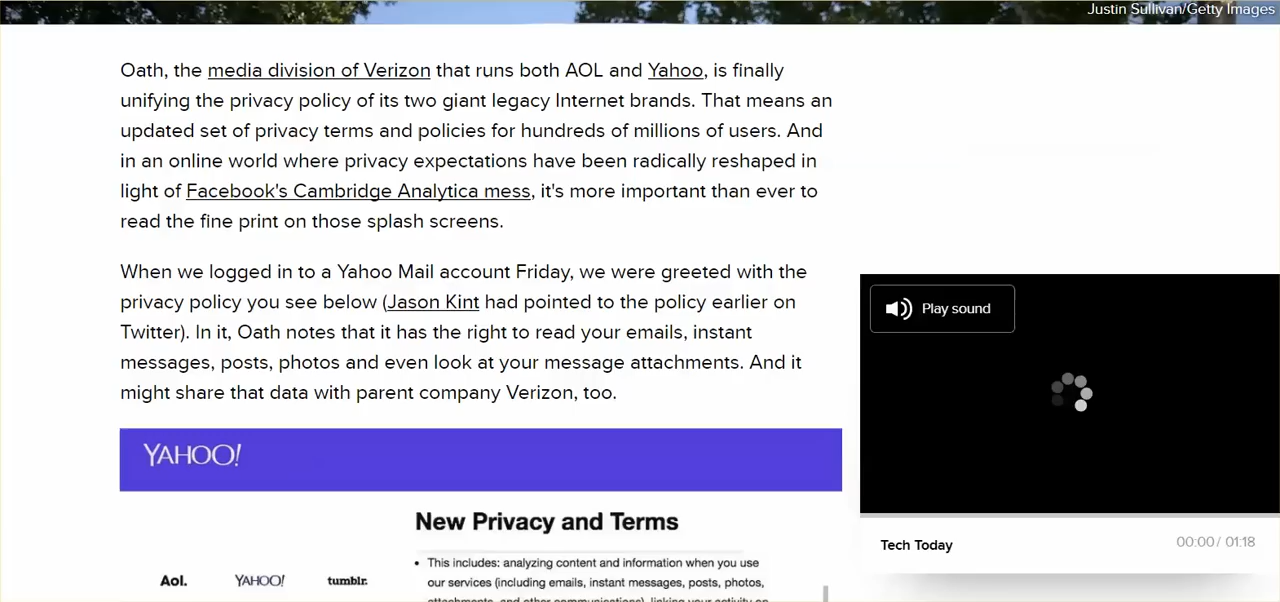 Justin Sullivan/Getty Images
Oath, the media division of Verizon that runs both AOL and Yahoo, is finally
unifying the privacy policy of its two giant legacy Internet brands. That means an
updated set of privacy terms and policies for hundreds of millions of users. And
in an online world where privacy expectations have been radically reshaped in
light of Facebook's Cambridge Analytica mess, it's more important than ever to
read the fine print on those splash screens.
When we logged in to a Yahoo Mail account Friday, we were greeted with the
privacy policy you see below (Jason Kint had pointed to the policy earlier on
Twitter). In it, Oath notes that it has the right to read your emails, instant
messages, posts, photos and even look at your message attachments. And it
might share that data with parent company Verizon, too.
YAHOO!
New Privacy and Terms
• This includes: analyzing content and information when you use
our services (including emails, instant messages, posts, photos,
attachments, and other communications), linking your activity on
Aol. YAHOO! tumblr.
Play sound
Tech Today
00:00 / 01:18